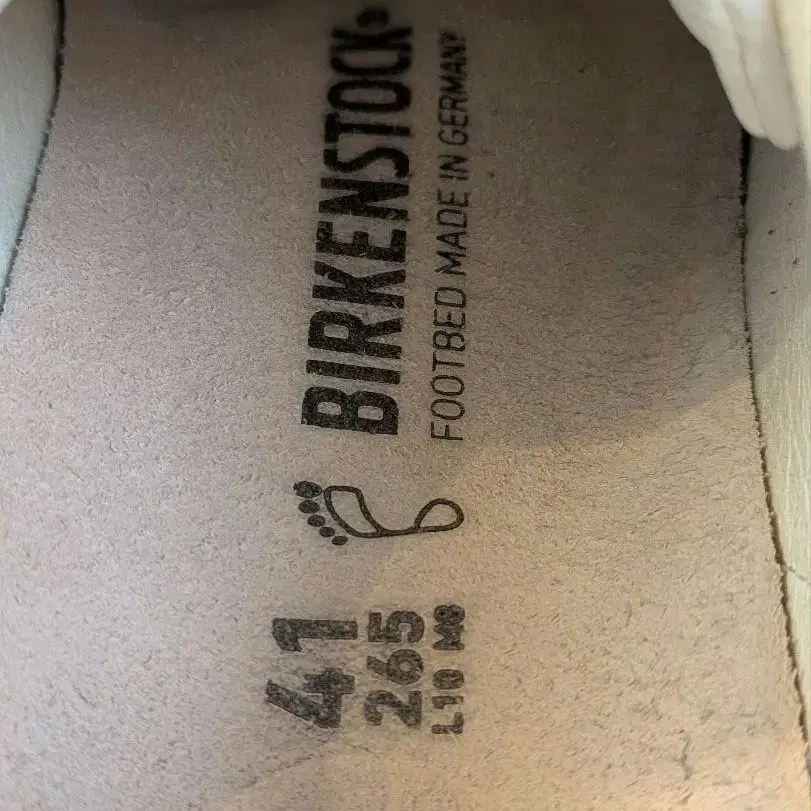 BIRKENSTOCK®
FOOTBED MADE IN GERMANY
41
265
L10 M8